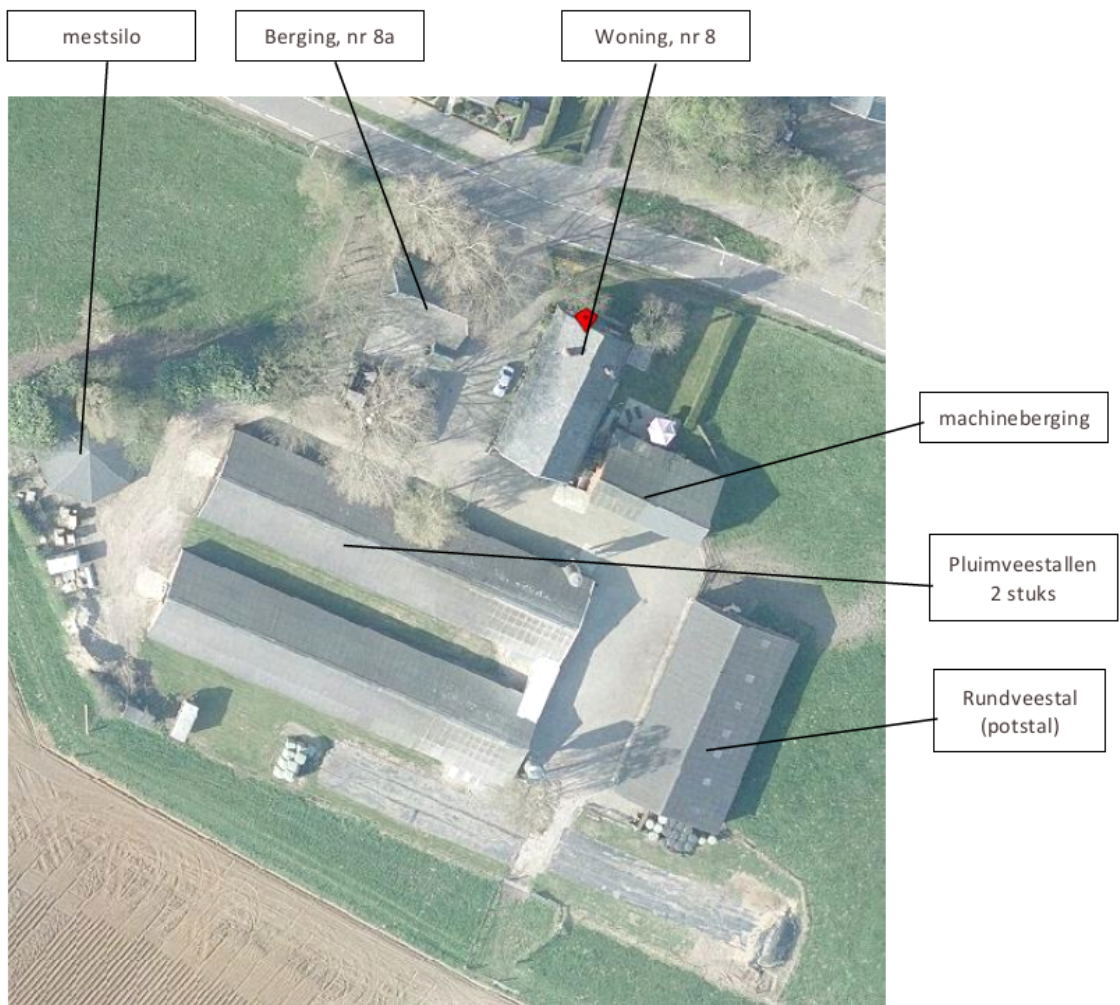 mestsilo
Berging, nr 8a
Woning, nr 8
machineberging
Pluimveestallen
2 stuks
Rundveestal
(potstal)